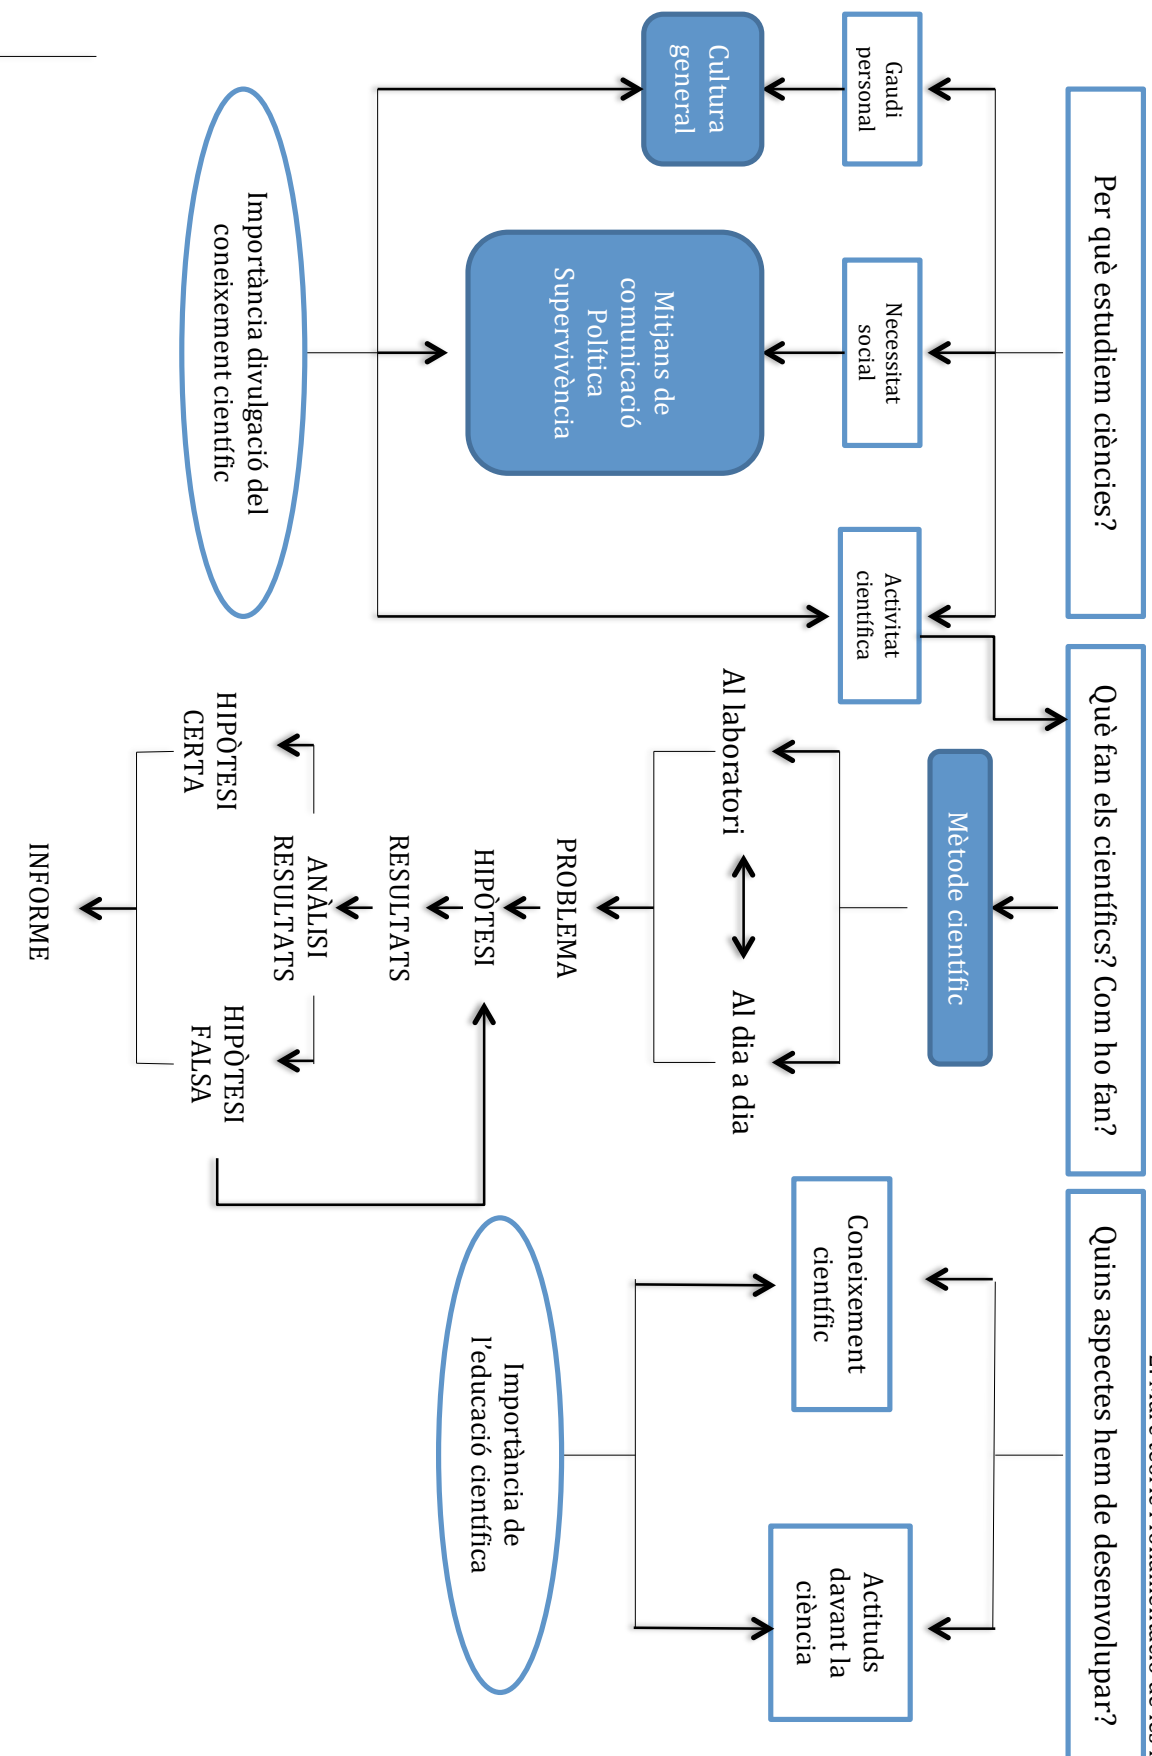 Per què estudiem ciències?
Gaudi
personal
Necessitat
social
Activitat
científica
Cultura
general
Mitjans de
comunicació
Política
Supervivència
Importància divulgació del
coneixement científic
Què fan els científics? Com ho fan?
Mètode científic
Al laboratori
Al dia a dia
PROBLEMA
HIPÒTESI
RESULTATS
ANÀLISI
RESULTATS
HIPÒTESI
CERTA
HIPÒTESI
FALSA
INFORME
Quins aspectes hem de desenvolupar?
Coneixement
científic
Actituds
davant la
ciència
Importància de
l'educació científica